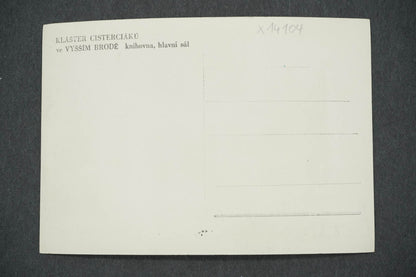 X14104
KLÁŠTER CISTERCIÁKŮ
ve VYŠŠÍM BRODĚ knihovna, hlavní sál